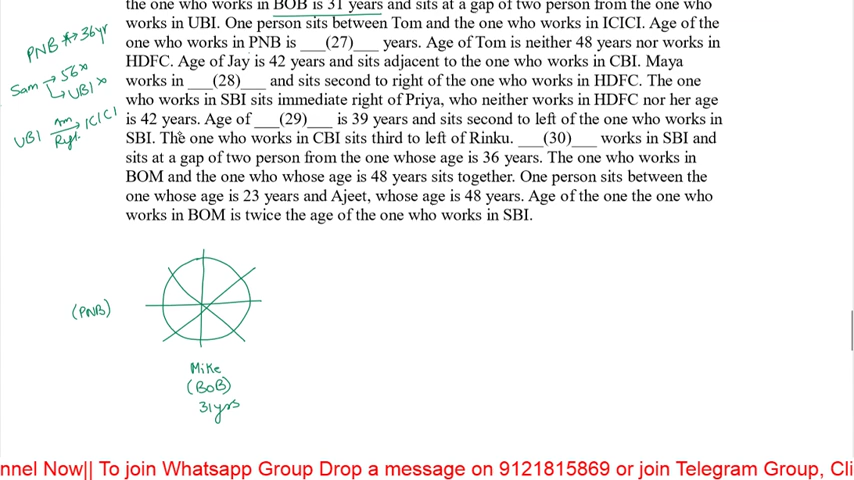 the one who works in BOB is 31 years and sits at a gap of two person from the one who
works in UBI. One person sits between Tom and the one who works in ICICI. Age of the
one who works in PNB is ___(27)___ years. Age of Tom is neither 48 years nor works in
HDFC. Age of Jay is 42 years and sits adjacent to the one who works in CBI. Maya
works in ___(28)___ and sits second to right of the one who works in HDFC. The one
who works in SBI sits immediate right of Priya, who neither works in HDFC nor her age
is 42 years. Age of ___(29)___ is 39 years and sits second to left of the one who works in
SBI. The one who works in CBI sits third to left of Rinku. ___(30)___ works in SBI and
sits at a gap of two person from the one whose age is 36 years. The one who works in
BOM and the one who whose age is 48 years sits together. One person sits between the
one whose age is 23 years and Ajeet, whose age is 48 years. Age of the one the one who
works in BOM is twice the age of the one who works in SBI.
PNB 36yr
Sam → 56 x
→ UBI x
UBI → ICICI
(PNB)
Mike
(BOB)
31yrs
nnel Now|| To join Whatsapp Group Drop a message on 9121815869 or join Telegram Group, Cli